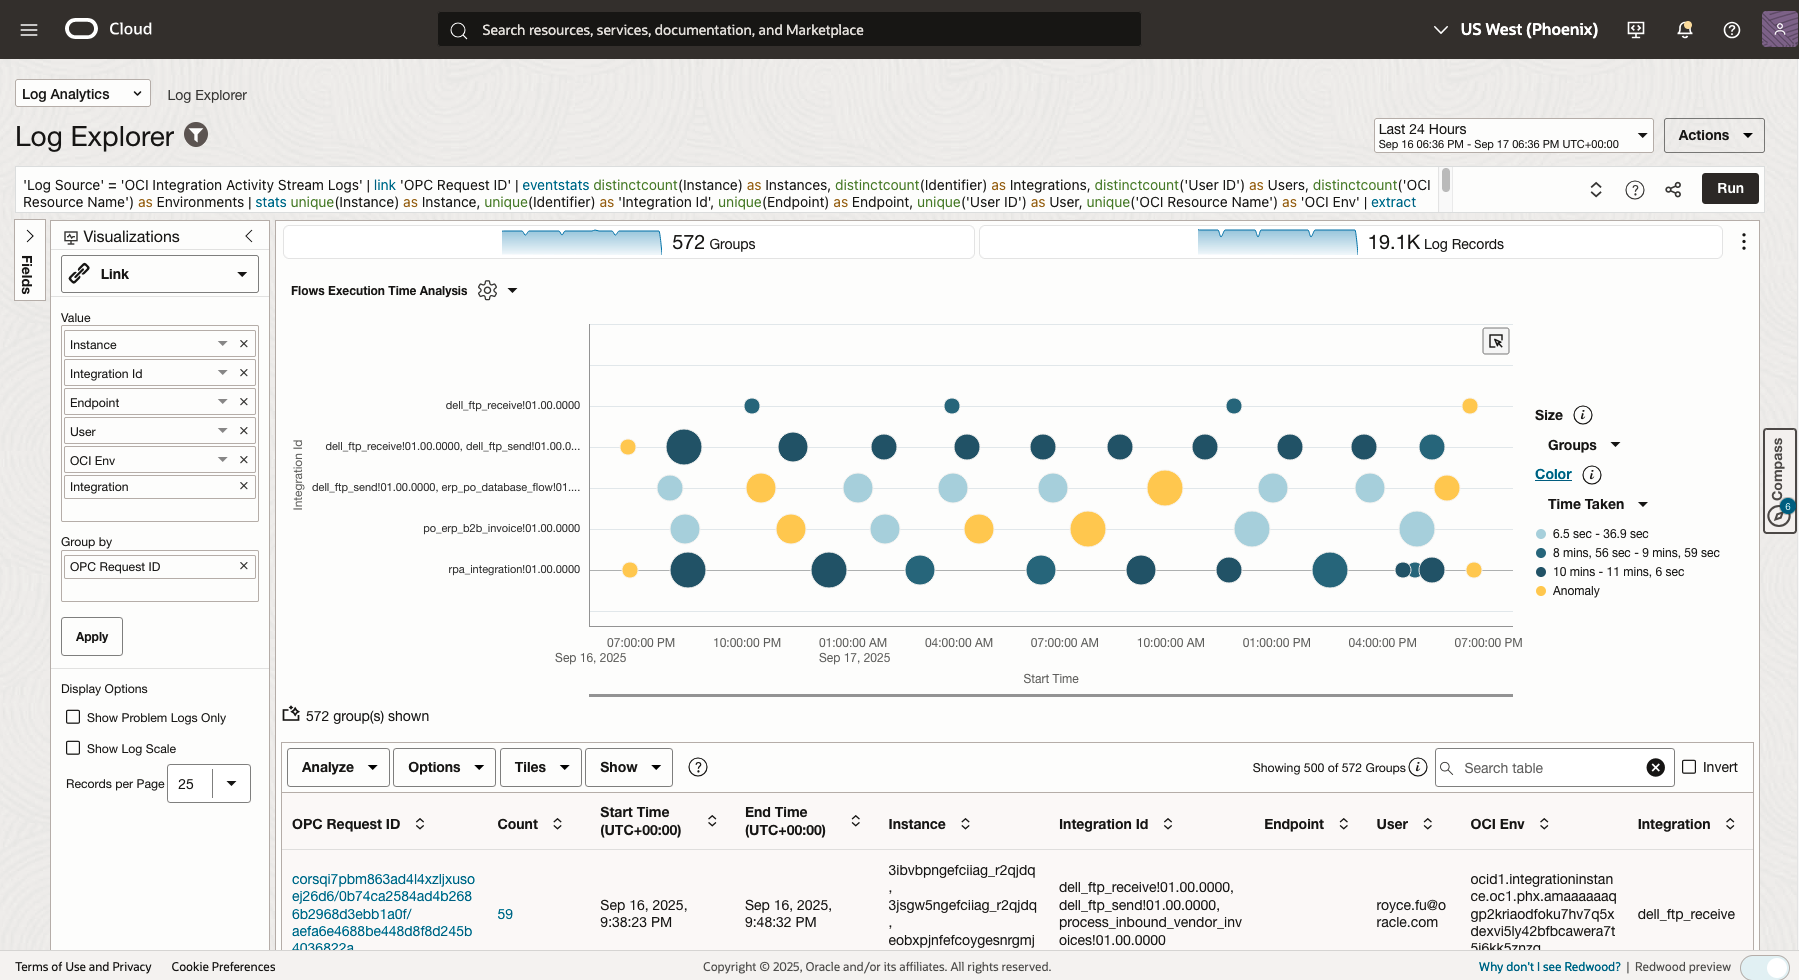 Cloud
Search resources, services, documentation, and Marketplace
US West (Phoenix)
Log Analytics
Log Explorer
Log Explorer
Last 24 Hours
Sep 16 06:36 PM - Sep 17 06:36 PM UTC+00:00
Actions
'Log Source' = 'OCI Integration Activity Stream Logs' | link 'OPC Request ID' | eventstats distinctcount(Instance) as Instances, distinctcount(Identifier) as Integrations, distinctcount('User ID') as Users, distinctcount('OCI
Resource Name') as Environments | stats unique(Instance) as Instance, unique(Identifier) as 'Integration Id', unique(Endpoint) as Endpoint, unique('User ID') as User, unique('OCI Resource Name') as 'OCI Env' | extract
Run
Fields
Visualizations
Link
Value
Instance
Integration Id
Endpoint
User
OCI Env
Integration
Group by
OPC Request ID
Apply
Display Options
Show Problem Logs Only
Show Log Scale
Records per Page
25
572 Groups
19.1K Log Records
Flows Execution Time Analysis
Integration Id
dell_ftp_receive!01.00.0000
dell_ftp_receive!01.00.0000, dell_ftp_send!01.00.0...
dell_ftp_send!01.00.0000, erp_po_database_flow!01....
po_erp_b2b_invoice!01.00.0000
rpa_integration!01.00.0000
07:00:00 PM
10:00:00 PM
01:00:00 AM
04:00:00 AM
07:00:00 AM
10:00:00 AM
01:00:00 PM
04:00:00 PM
07:00:00 PM
Sep 16, 2025
Sep 17, 2025
Start Time
Size
Groups
Color
Time Taken
6.5 sec - 36.9 sec
8 mins, 56 sec - 9 mins, 59 sec
10 mins - 11 mins, 6 sec
Anomaly
Compass
6
572 group(s) shown
Analyze
Options
Tiles
Show
Showing 500 of 572 Groups
Search table
Invert
OPC Request ID
Count
Start Time
(UTC+00:00)
End Time
(UTC+00:00)
Instance
Integration Id
Endpoint
User
OCI Env
Integration
corsqi7pbm863ad4l4xzljxuso
ej26d6/0b74ca2584ad4b268
6b2968d3ebb1a0f/
aefa6e4688be448d8f8d245b
4036822a
59
Sep 16, 2025,
9:38:23 PM
Sep 16, 2025,
9:48:32 PM
3ibvbpngefciiag_r2qjdq
,
3jsgw5ngefciiag_r2qjdq
,
eobxpjnfefcoygesnrgmj
dell_ftp_receive!01.00.0000,
dell_ftp_send!01.00.0000,
process_inbound_vendor_inv
oices!01.00.0000
royce.fu@o
racle.com
ocid1.integrationinstan
ce.oc1.phx.amaaaaaaq
gp2kriaodfoku7hv7q5x
dexvi5ly42bfbcawera7t
5i6kk5znzq
dell_ftp_receive
Terms of Use and Privacy
Cookie Preferences
Copyright © 2025, Oracle and/or its affiliates. All rights reserved.
Why don't I see Redwood?
Redwood preview